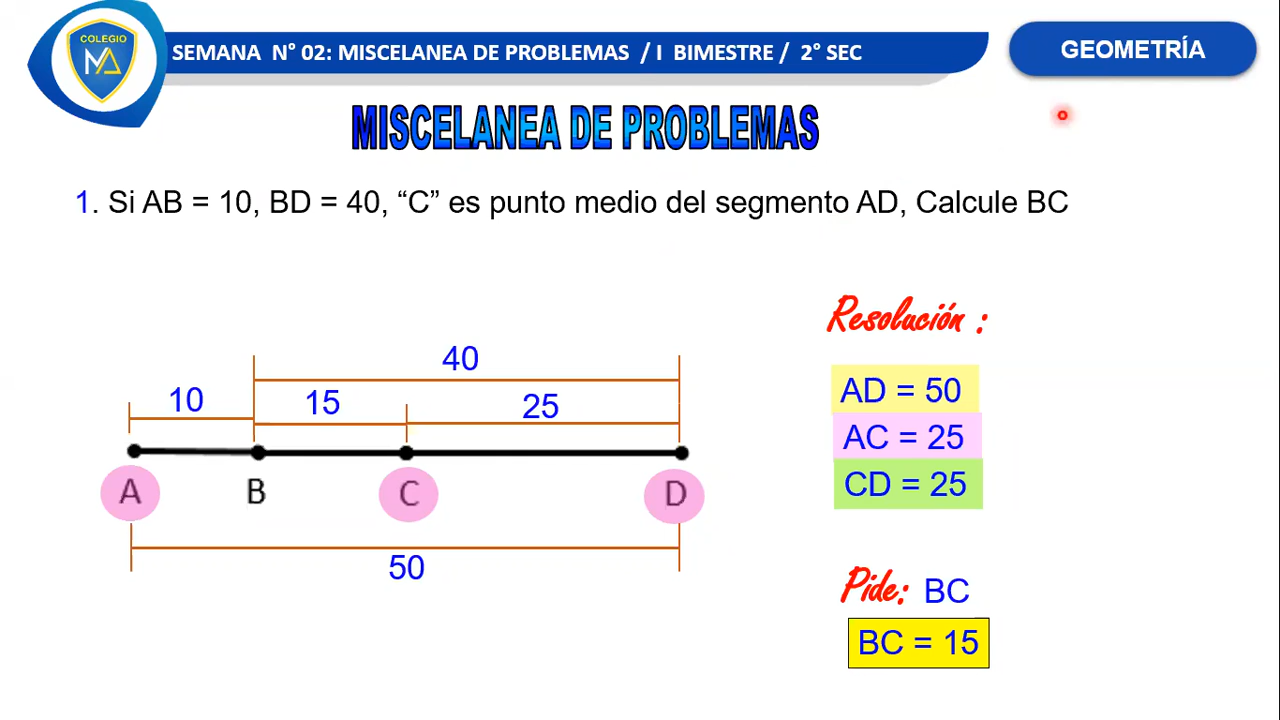 COLEGIO
MA
SEMANA N° 02: MISCELANEA DE PROBLEMAS / I BIMESTRE / 2° SEC
GEOMETRÍA
MISCELANEA DE PROBLEMAS
1. Si AB = 10, BD = 40, “C” es punto medio del segmento AD, Calcule BC
Resolución :
40
10
15
25
A
B
C
D
50
AD = 50
AC = 25
CD = 25
Pide: BC
BC = 15